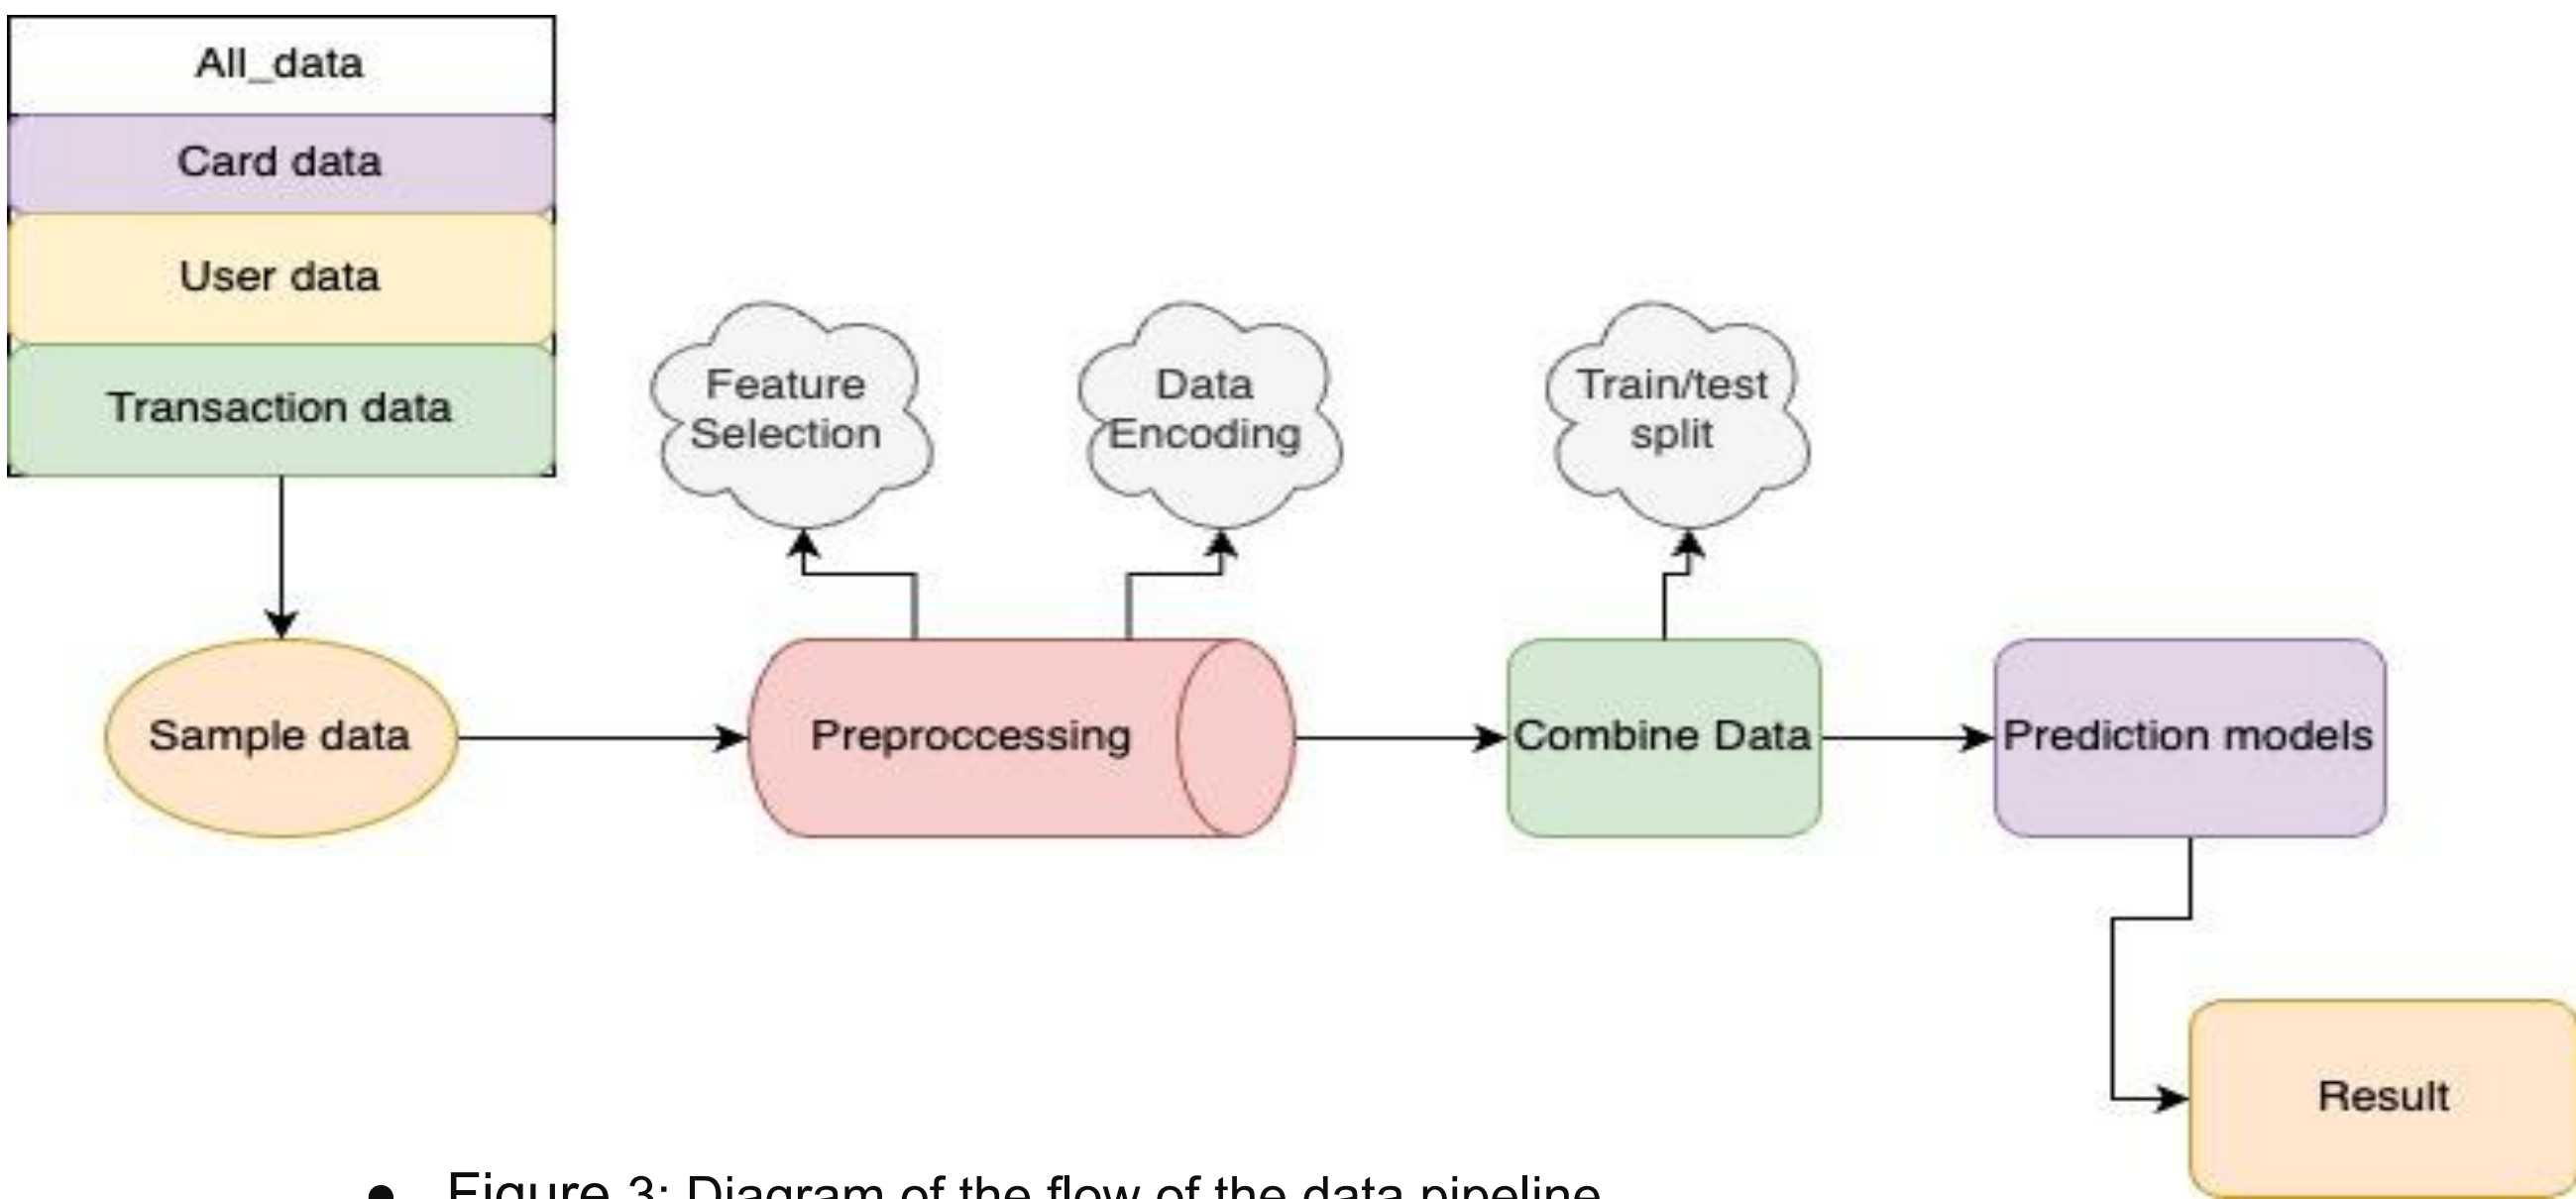 All_data
Card data
User data
Transaction data
Feature
Selection
Data
Encoding
Train/test
split
Sample data
Preproccessing
Combine Data
Prediction models
Result
● Figure 3: Diagram of the flow of the data pipeline